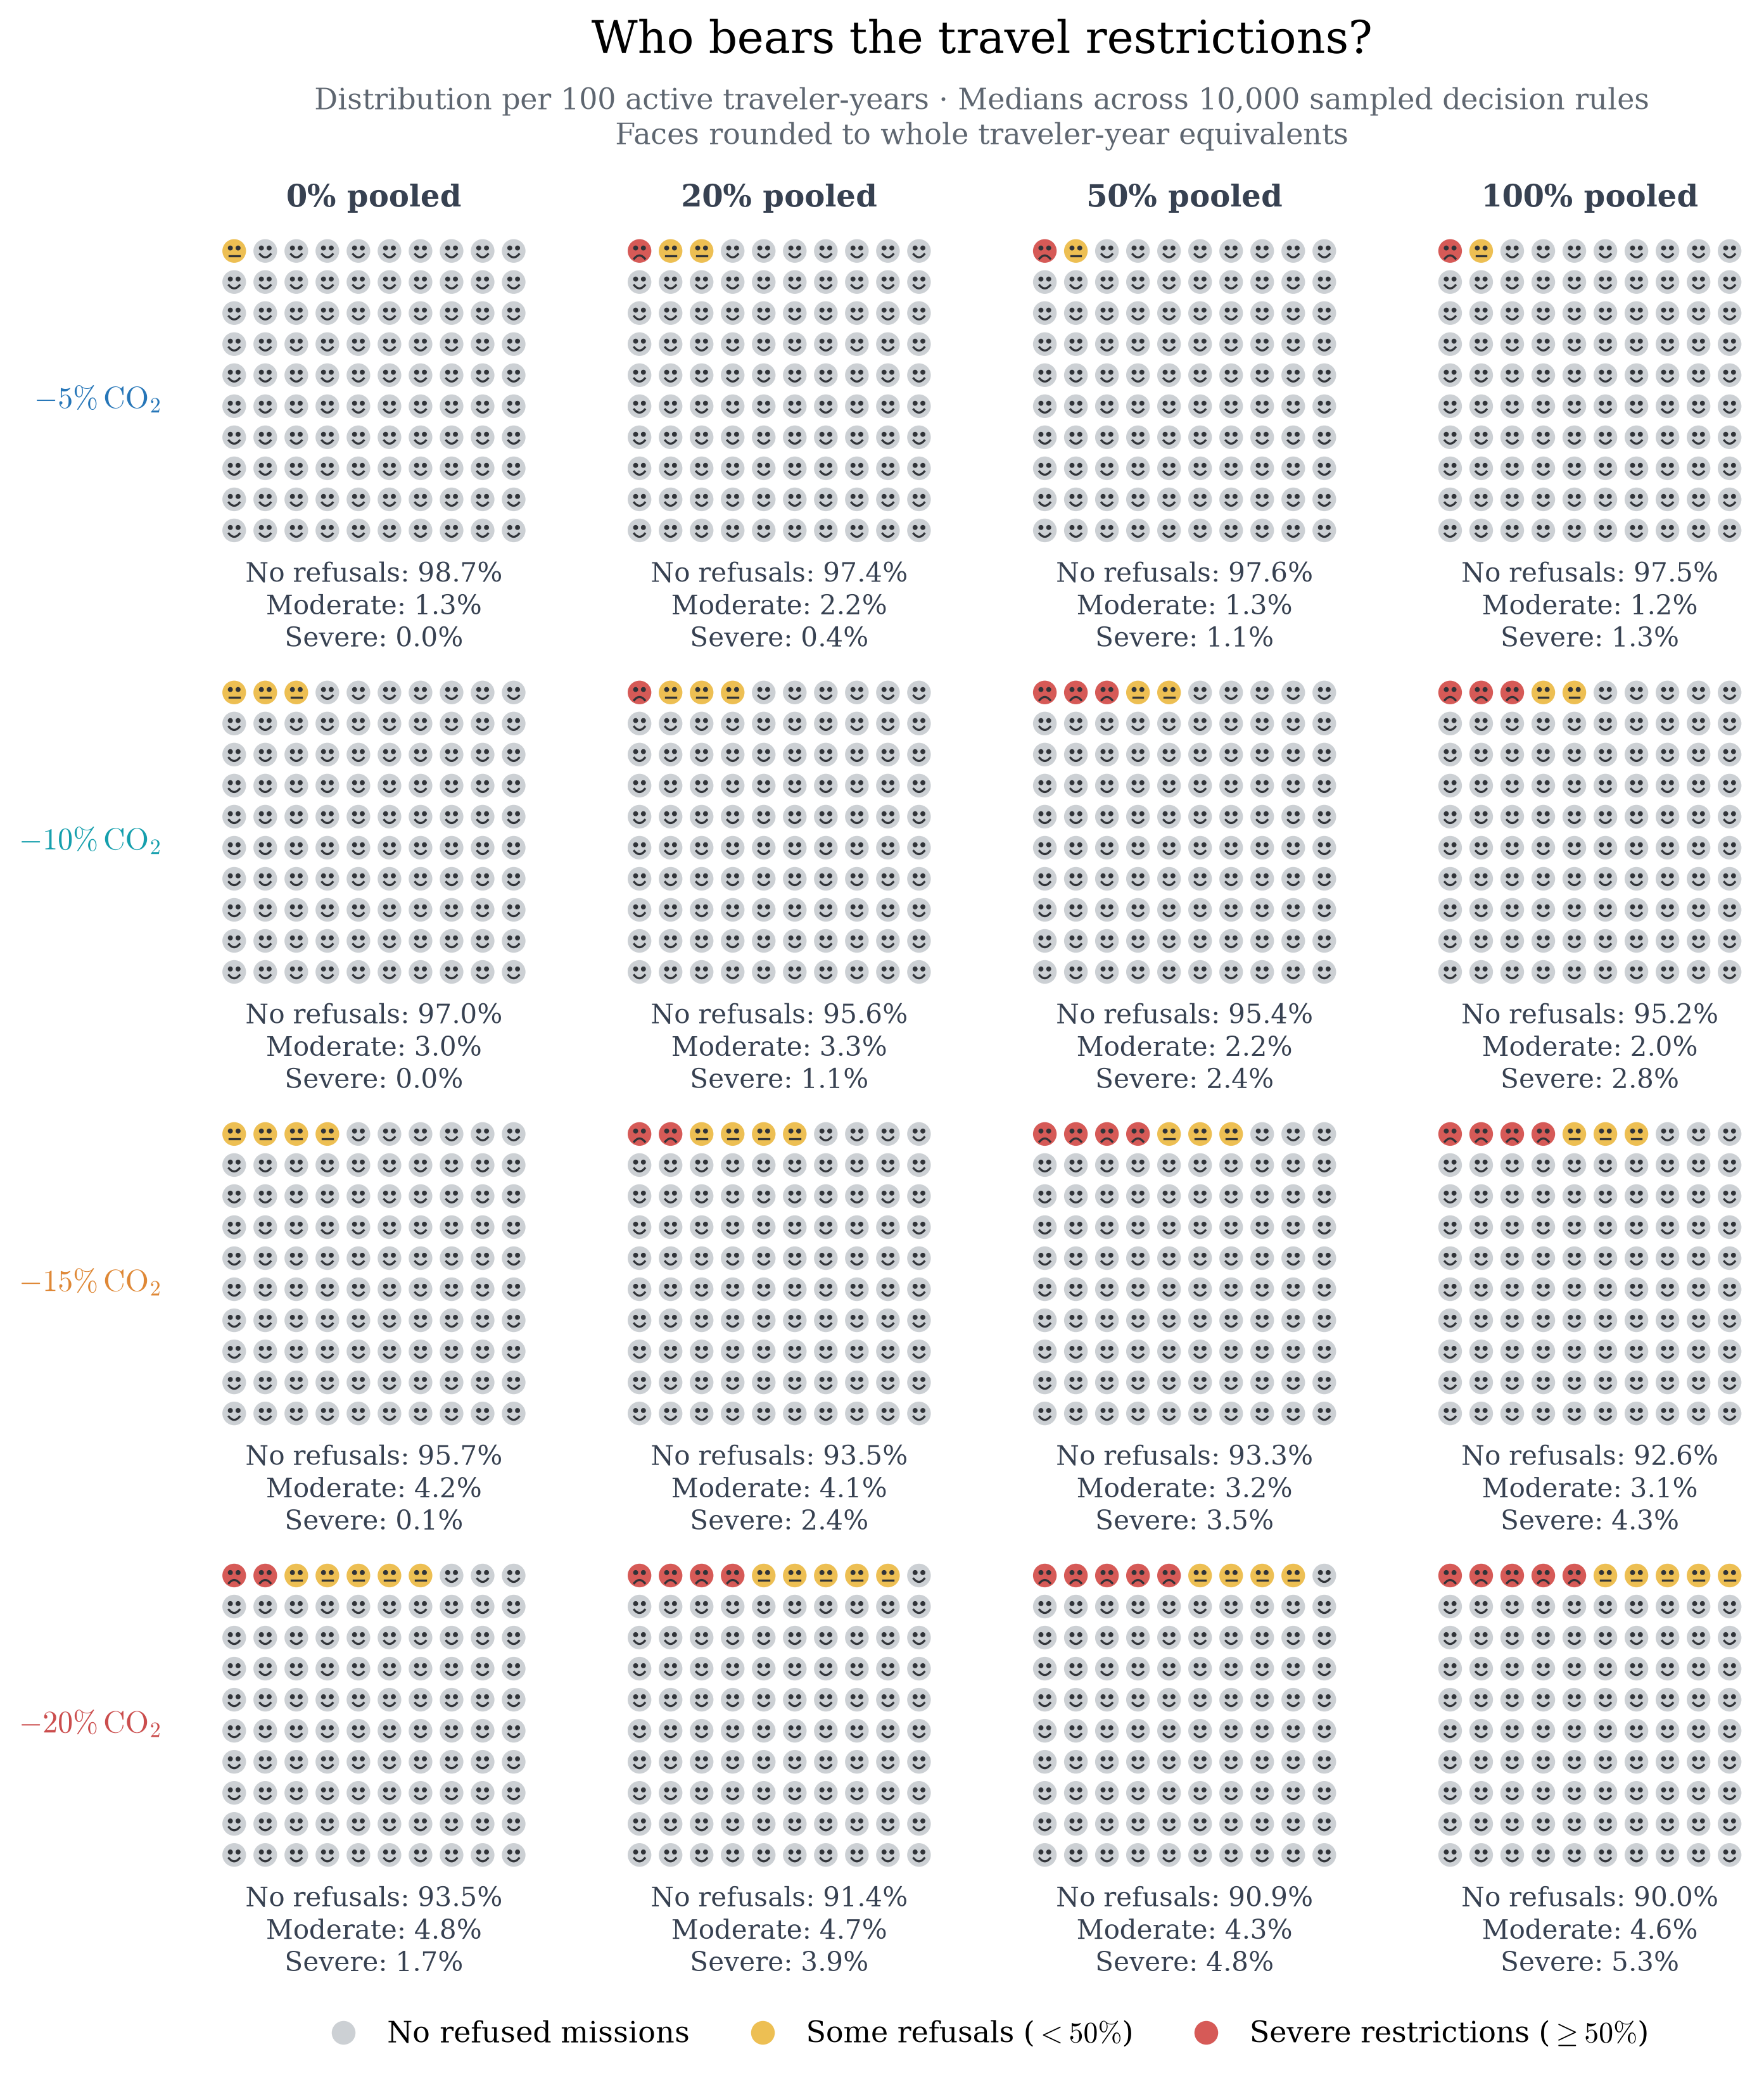 Who bears the travel restrictions?
Distribution per 100 active traveler-years · Medians across 10,000 sampled decision rules
Faces rounded to whole traveler-year equivalents
0% pooled 20% pooled 50% pooled 100% pooled
−5% CO₂
No refusals: 98.7% No refusals: 97.4% No refusals: 97.6% No refusals: 97.5%
Moderate: 1.3% Moderate: 2.2% Moderate: 1.3% Moderate: 1.2%
Severe: 0.0% Severe: 0.4% Severe: 1.1% Severe: 1.3%
−10% CO₂
No refusals: 97.0% No refusals: 95.6% No refusals: 95.4% No refusals: 95.2%
Moderate: 3.0% Moderate: 3.3% Moderate: 2.2% Moderate: 2.0%
Severe: 0.0% Severe: 1.1% Severe: 2.4% Severe: 2.8%
−15% CO₂
No refusals: 95.7% No refusals: 93.5% No refusals: 93.3% No refusals: 92.6%
Moderate: 4.2% Moderate: 4.1% Moderate: 3.2% Moderate: 3.1%
Severe: 0.1% Severe: 2.4% Severe: 3.5% Severe: 4.3%
−20% CO₂
No refusals: 93.5% No refusals: 91.4% No refusals: 90.9% No refusals: 90.0%
Moderate: 4.8% Moderate: 4.7% Moderate: 4.3% Moderate: 4.6%
Severe: 1.7% Severe: 3.9% Severe: 4.8% Severe: 5.3%
No refused missions Some refusals (< 50%) Severe restrictions (≥ 50%)